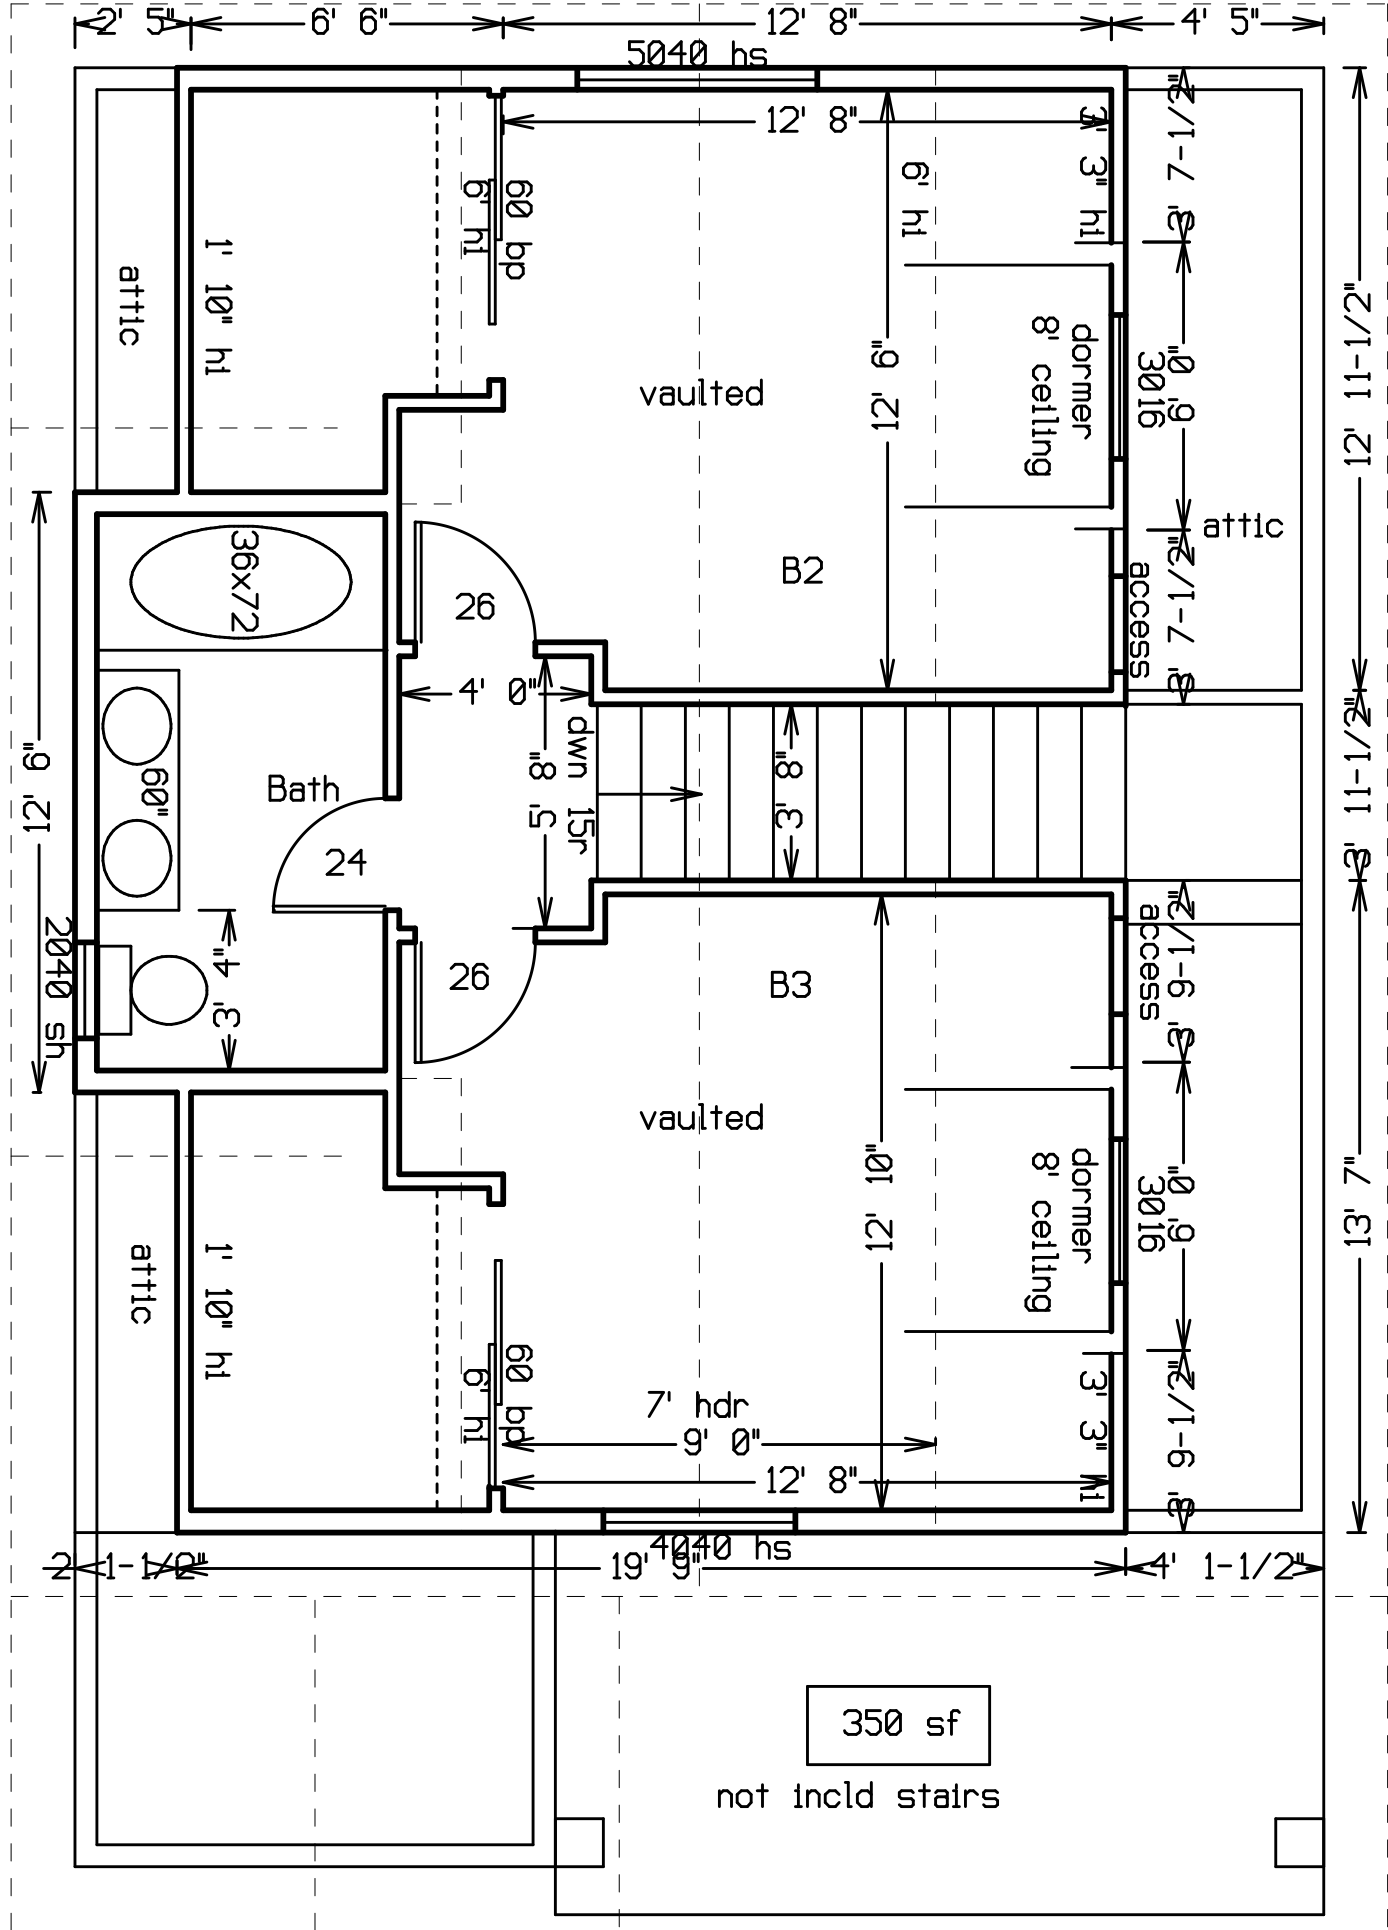 2' 5" 6' 6" 12' 8" 4' 5"
5040 hs
12' 8"
3' 3" hi
3' 7-1/2"
6' hi
60 bp
6' hi
attic
1' 10" hi
12' 6"
vaulted
dormer
8' ceiling
3016
6' 0"
12' 11-1/2"
attic
36x72
26
B2
access
3' 7-1/2"
4' 0"
12' 6"
60"
Bath
5' 8"
dwn 15r
3' 8"
3' 11-1/2"
24
2040 sh
3' 4"
26
B3
access
3' 6-1/2"
vaulted
12' 10"
dormer
8' ceiling
3016
6' 0"
13' 7"
attic
1' 10" hi
60 bp
6' hi
7' hdr
9' 0"
12' 8"
3' 3" hi
3' 6-1/2"
4040 hs
2' 1-1/2" 19' 9" 4' 1-1/2"
350 sf
not incld stairs